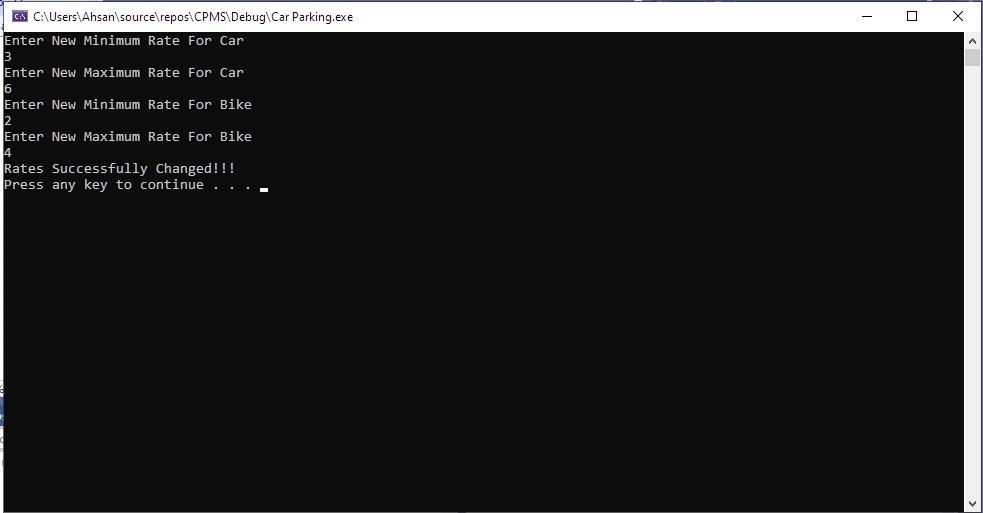 C:\Users\Ahsan\source\repos\CPMS\Debug\Car Parking.exe
Enter New Minimum Rate For Car
3
Enter New Maximum Rate For Car
6
Enter New Minimum Rate For Bike
2
Enter New Maximum Rate For Bike
4
Rates Successfully Changed!!!
Press any key to continue . . .